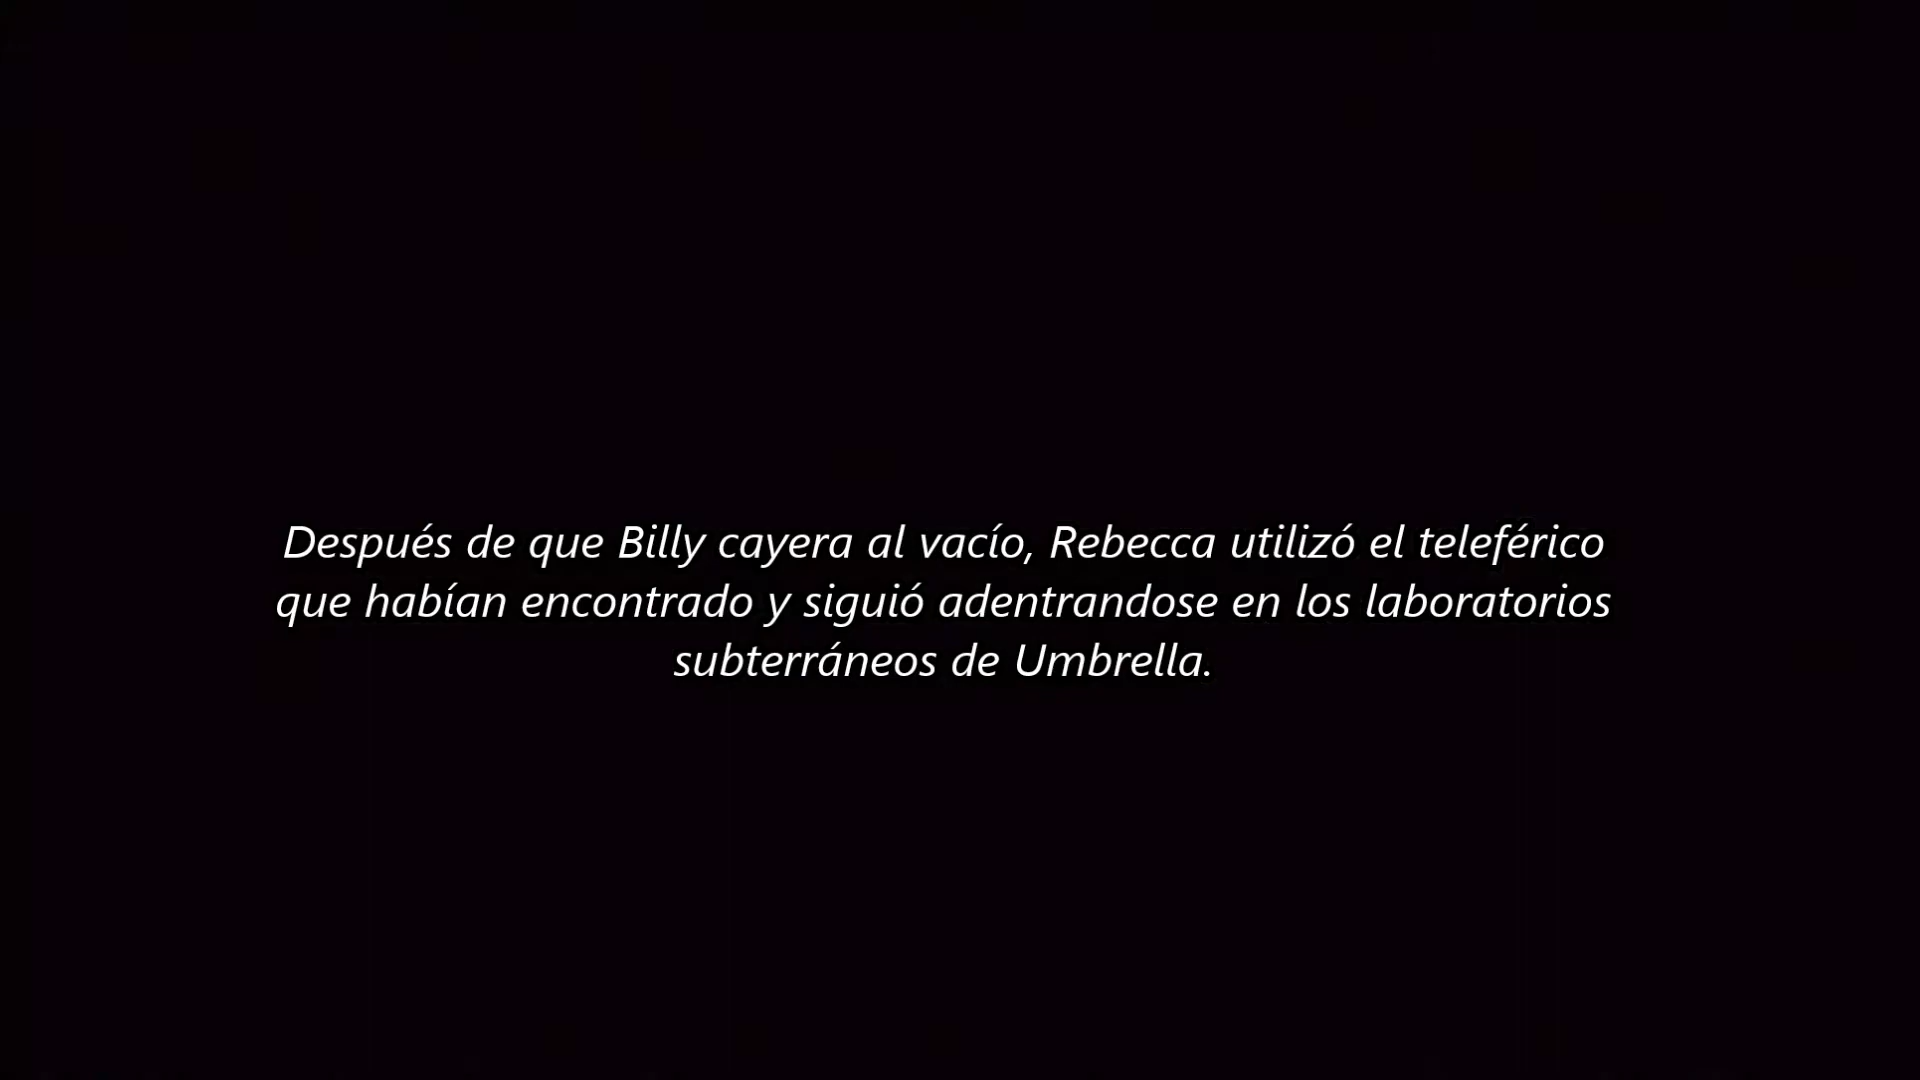 Después de que Billy cayera al vacío, Rebecca utilizó el teleférico
que habían encontrado y siguió adentrandose en los laboratorios
subterráneos de Umbrella.